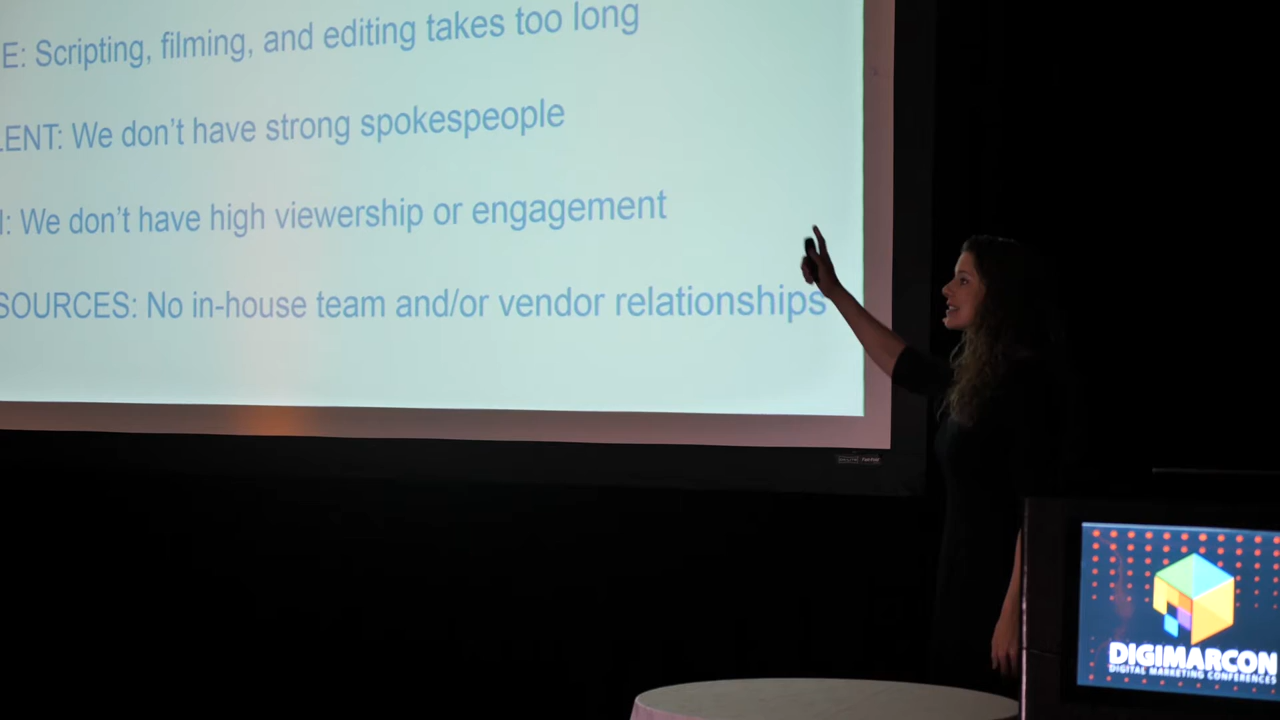 E: Scripting, filming, and editing takes too long
LENT: We don't have strong spokespeople
: We don't have high viewership or engagement
SOURCES: No in-house team and/or vendor relationships
DIGIMARCON
DIGITAL MARKETING CONFERENCES